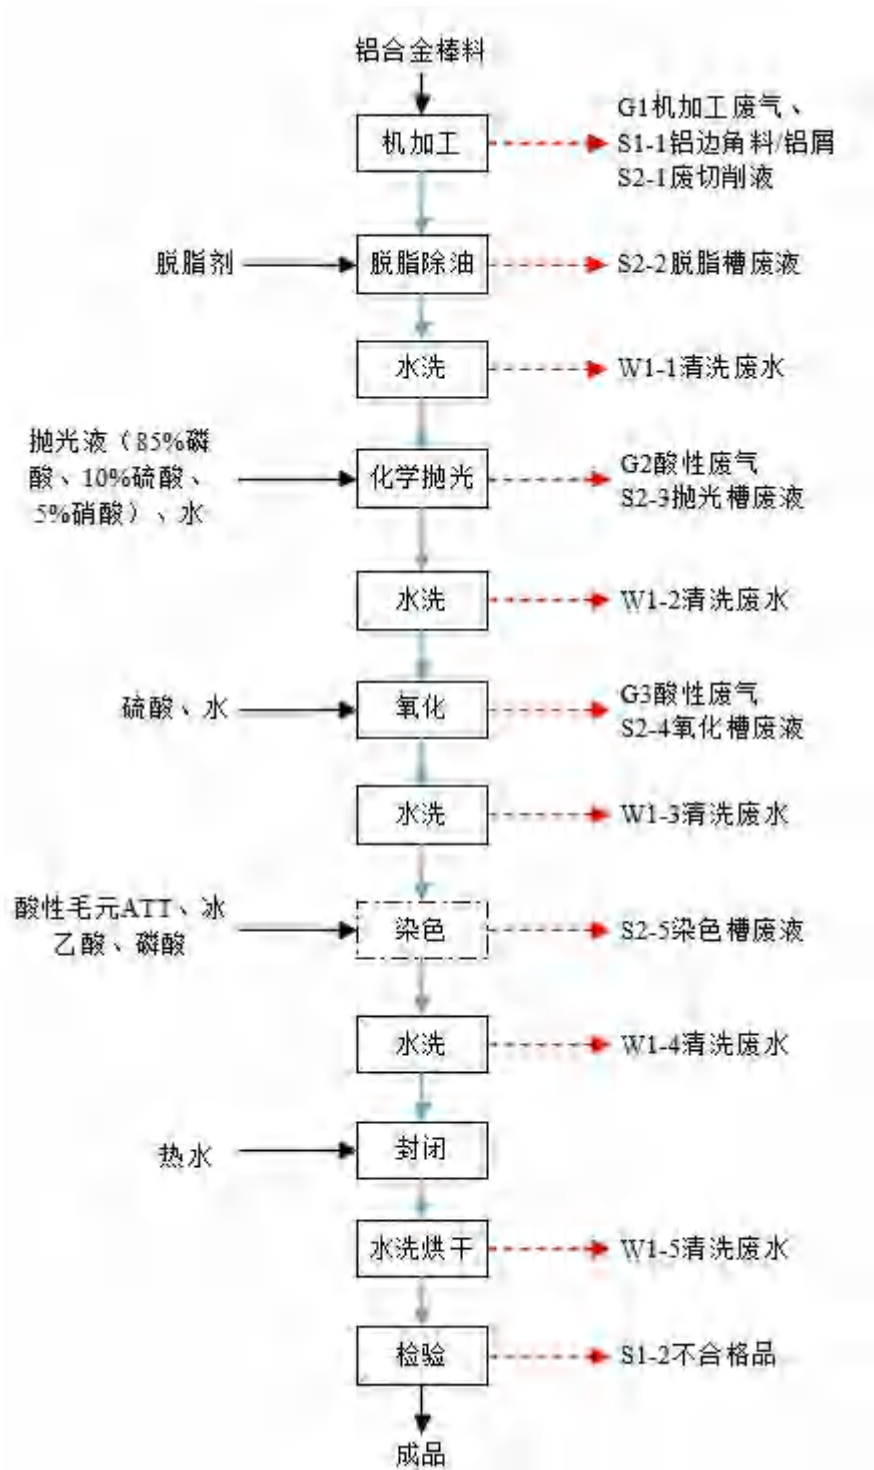 铝合金棒料
机加工
G1机加工废气、
S1-1铝边角料/铝屑
S2-1废切削液
脱脂剂
脱脂除油
S2-2脱脂槽废液
水洗
W1-1清洗废水
抛光液（85%磷
酸、10%硫酸、
5%硝酸）、水
化学抛光
G2酸性废气
S2-3抛光槽废液
水洗
W1-2清洗废水
硫酸、水
氧化
G3酸性废气
S2-4氧化槽废液
水洗
W1-3清洗废水
酸性毛元ATT、冰
乙酸、磷酸
染色
S2-5染色槽废液
水洗
W1-4清洗废水
热水
封闭
水洗烘干
W1-5清洗废水
检验
S1-2不合格品
成品